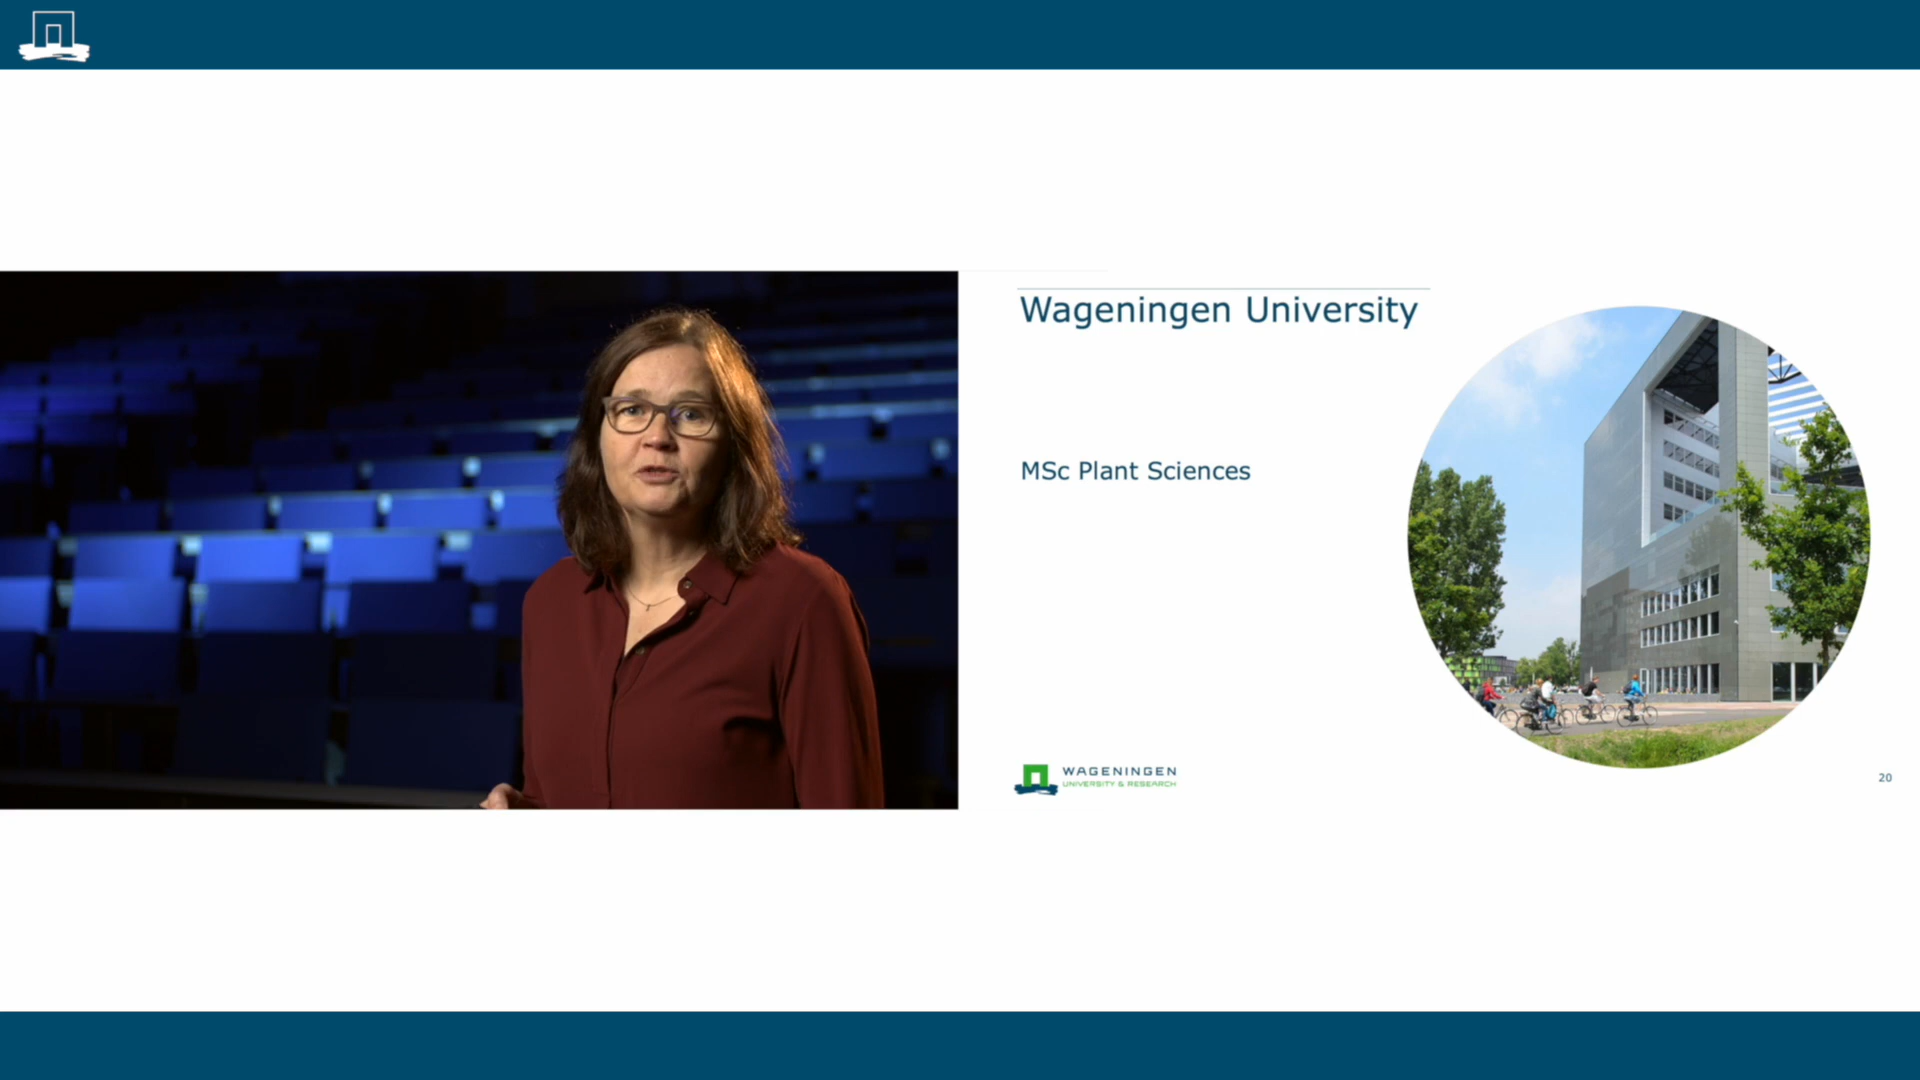 Wageningen University
MSc Plant Sciences
WAGENINGEN
UNIVERSITY & RESEARCH
20